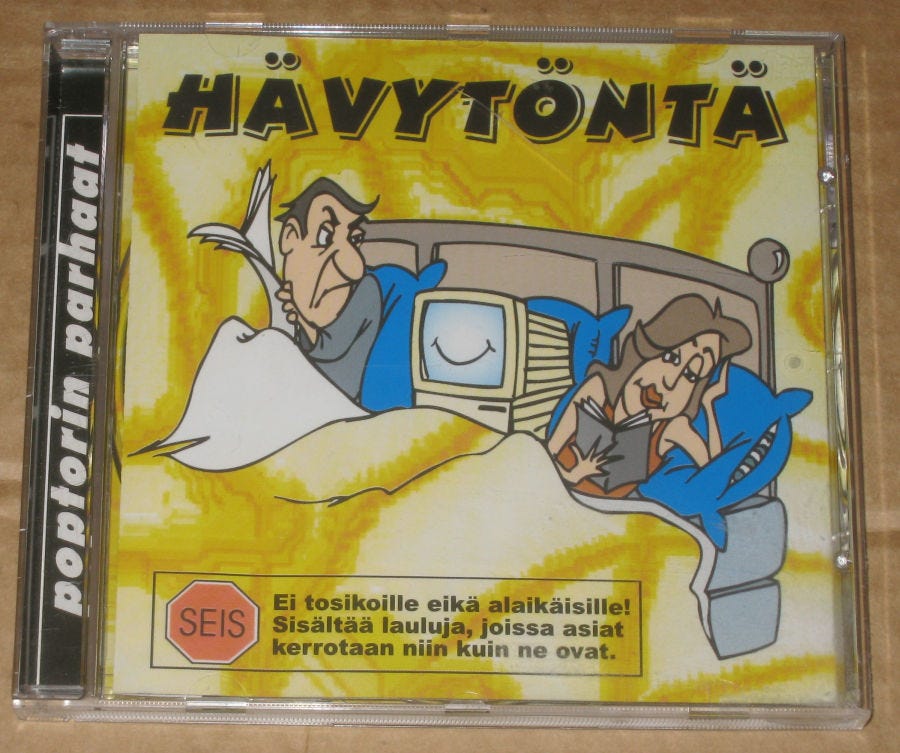 HÄVYTÖNTÄ
poptorin parhaat
SEIS
Ei tosikoille eikä alaikäisille!
Sisältää lauluja, joissa asiat
kerrotaan niin kuin ne ovat.